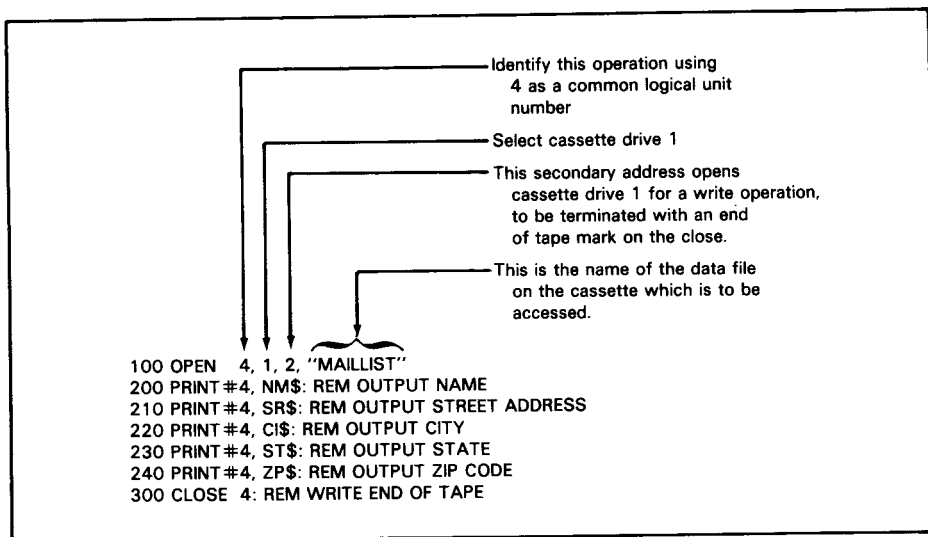 Identify this operation using
4 as a common logical unit
number
Select cassette drive 1
This secondary address opens
cassette drive 1 for a write operation,
to be terminated with an end
of tape mark on the close.
This is the name of the data file
on the cassette which is to be
accessed.
100 OPEN 4, 1, 2, "MAILLIST"
200 PRINT#4, NM$: REM OUTPUT NAME
210 PRINT#4, SR$: REM OUTPUT STREET ADDRESS
220 PRINT#4, CI$: REM OUTPUT CITY
230 PRINT#4, ST$: REM OUTPUT STATE
240 PRINT#4, ZP$: REM OUTPUT ZIP CODE
300 CLOSE 4: REM WRITE END OF TAPE